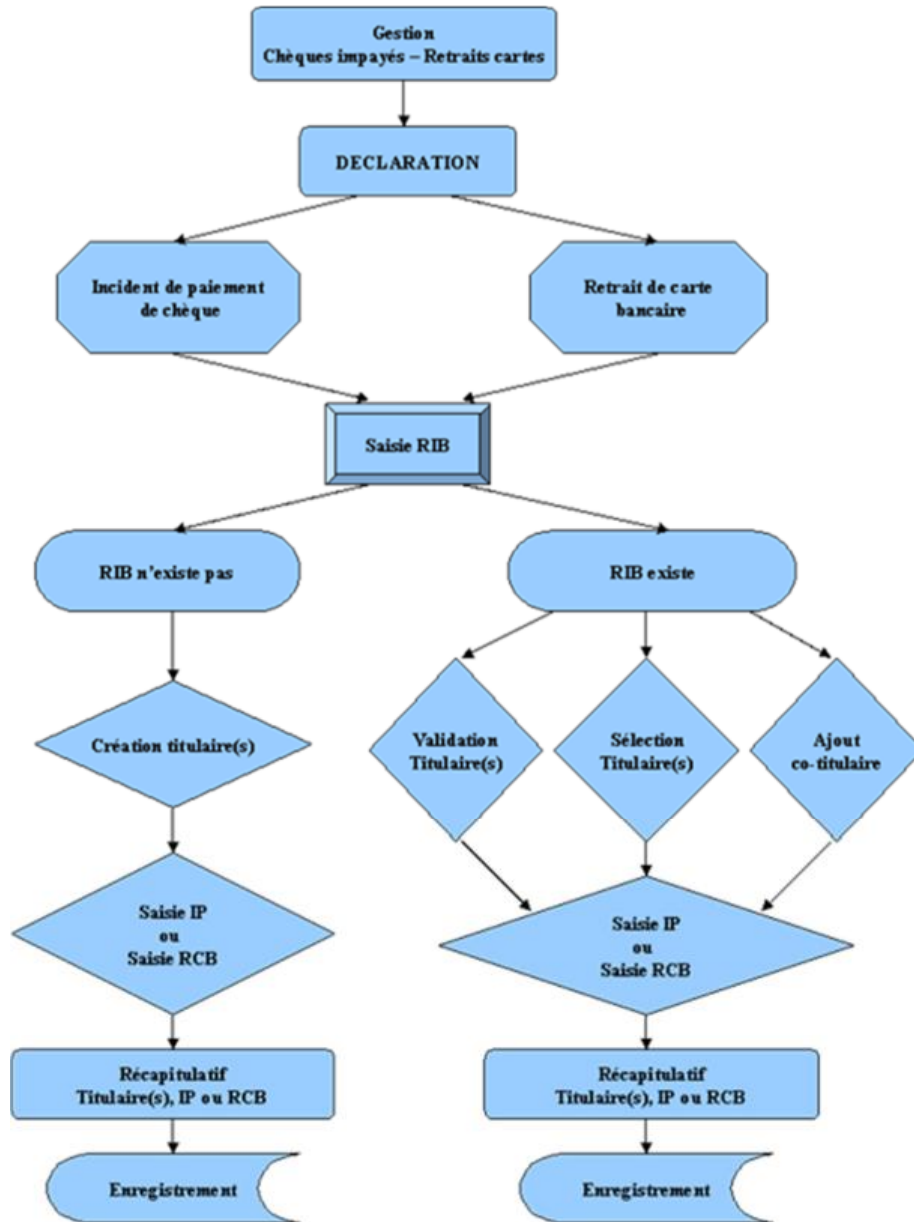 Gestion
Chèques impayés – Retraits cartes
DECLARATION
Incident de paiement
de chèque
Retrait de carte
bancaire
Saisie RIB
RIB n'existe pas
RIB existe
Création titulaire(s)
Validation
Titulaire(s)
Sélection
Titulaire(s)
Ajout
co-titulaire
Saisie IP
ou
Saisie RCB
Saisie IP
ou
Saisie RCB
Récapitulatif
Titulaire(s), IP ou RCB
Récapitulatif
Titulaire(s), IP ou RCB
Enregistrement
Enregistrement